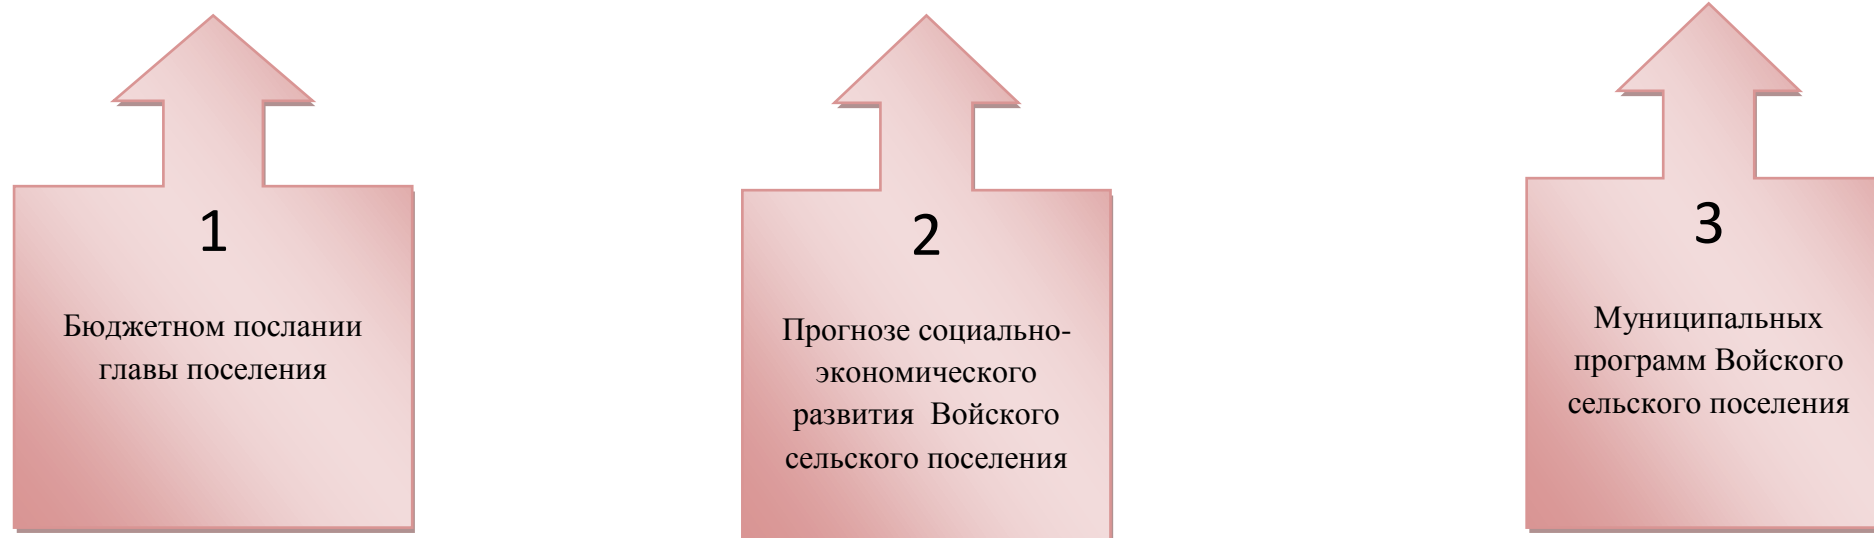 1
Бюджетном послании
главы поселения
2
Прогнозе социально-
экономического
развития  Войского
сельского поселения
3
Муниципальных
программ Войского
сельского поселения